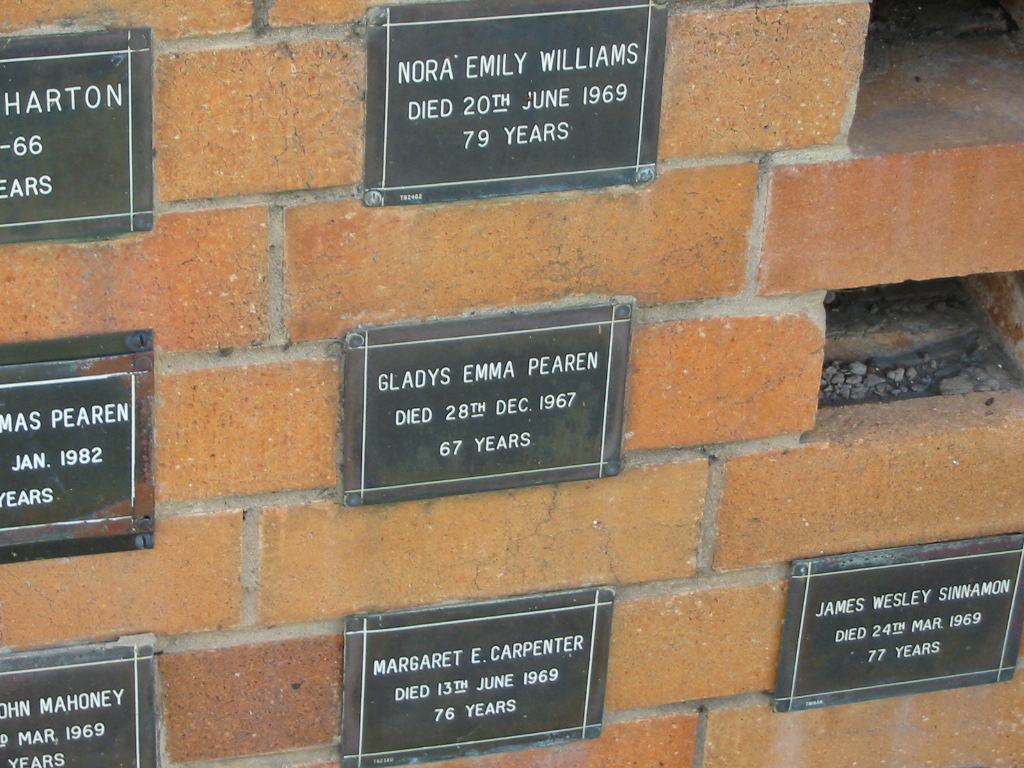 HARTON
-66
EARS
NORA EMILY WILLIAMS
DIED 20TH JUNE 1969
79 YEARS
TB2462
MAS PEAREN
JAN. 1982
YEARS
GLADYS EMMA PEAREN
DIED 28TH DEC. 1967
67 YEARS
OHN MAHONEY
D MAR, 1969
YEARS
MARGARET E. CARPENTER
DIED 13TH JUNE 1969
76 YEARS
JAMES WESLEY SINNAMON
DIED 24TH MAR. 1969
77 YEARS